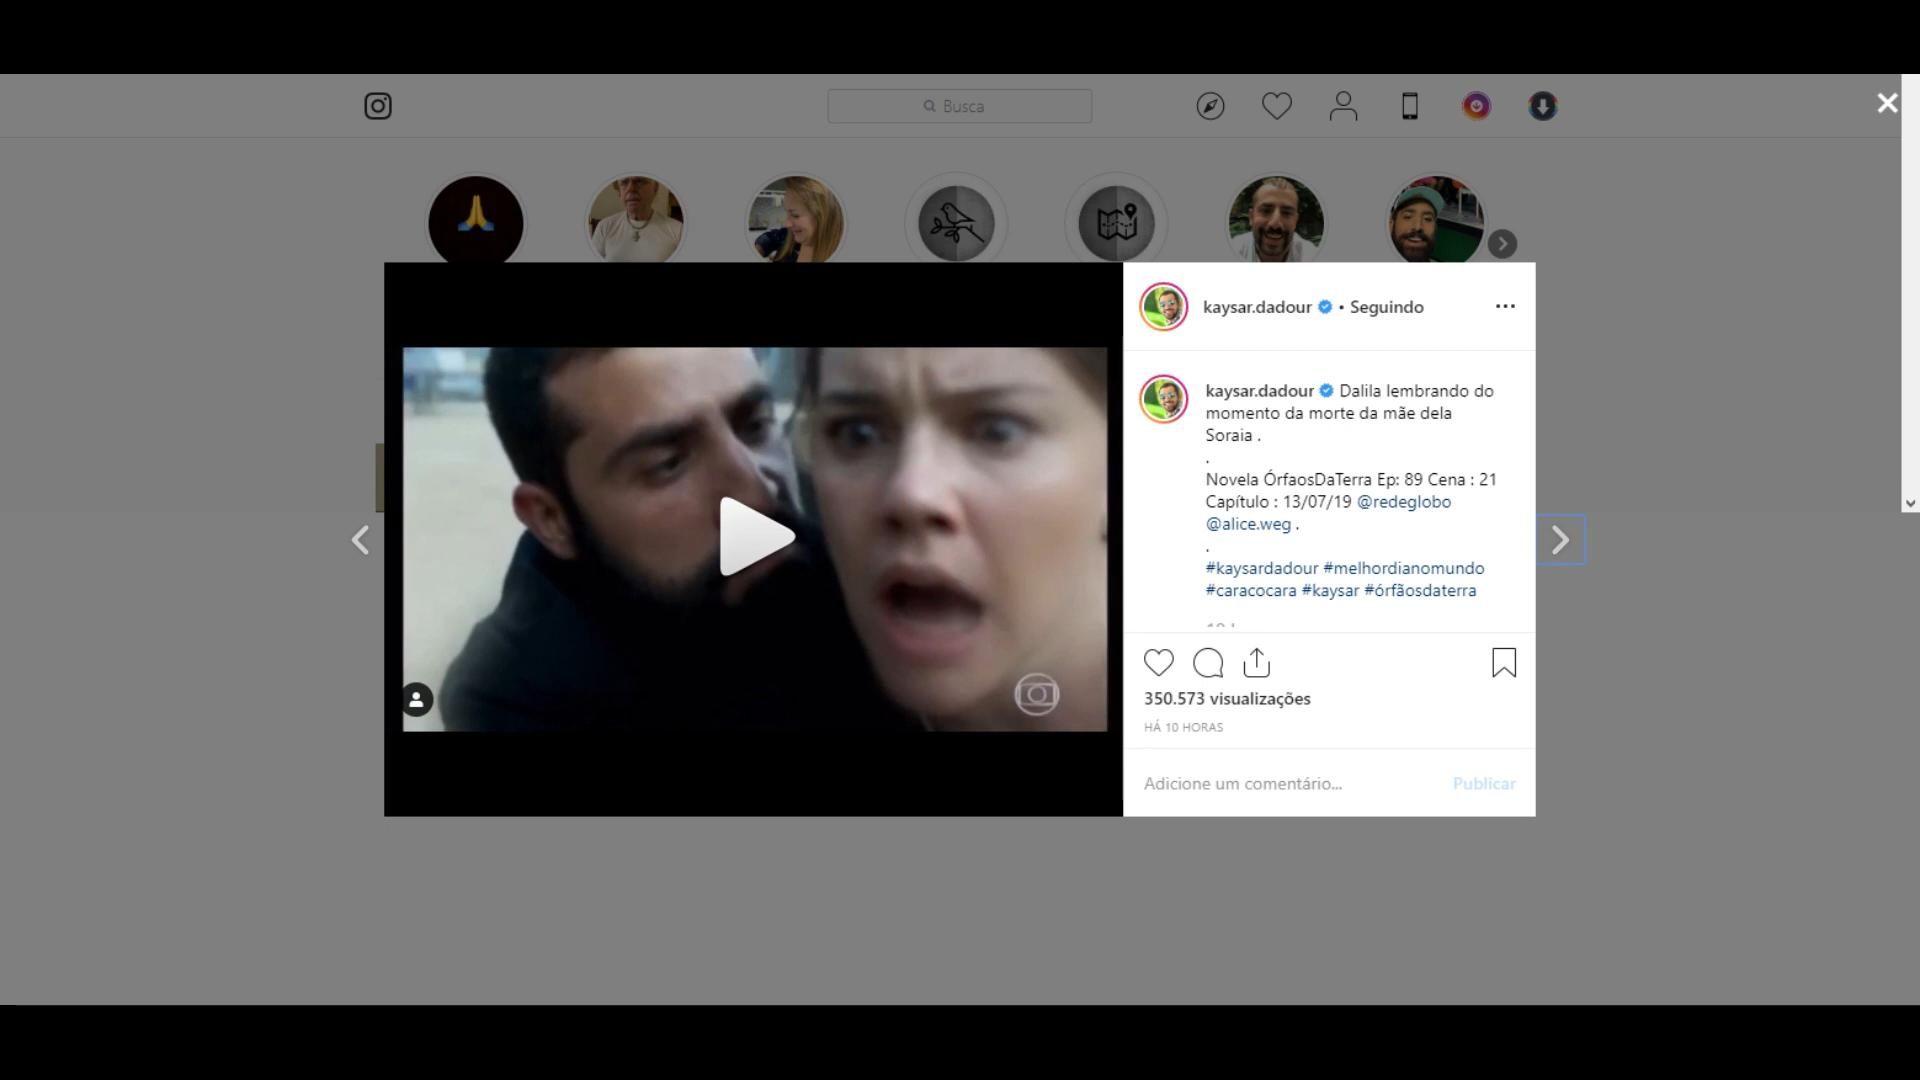 Busca
kaysar.dadour • Seguindo
kaysar.dadour Dalila lembrando do
momento da morte da mãe dela
Soraia .
.
Novela ÓrfaosDaTerra Ep: 89 Cena : 21
Capítulo : 13/07/19 @redeglobo
@alice.weg .
.
#kaysardadour #melhordianomundo
#caracocara #kaysar #órfãosdaterra
350.573 visualizações
HÁ 10 HORAS
Adicione um comentário... Publicar